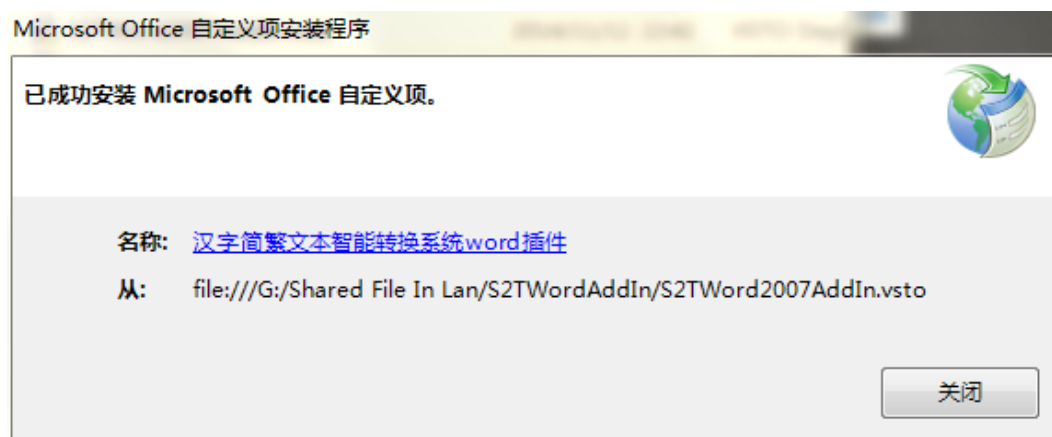 Microsoft Office 自定义项安装程序
已成功安装 Microsoft Office 自定义项。
名称: 汉字简繁文本智能转换系统word插件
从: file:///G:/Shared File In Lan/S2TWordAddIn/S2TWord2007AddIn.vsto
关闭